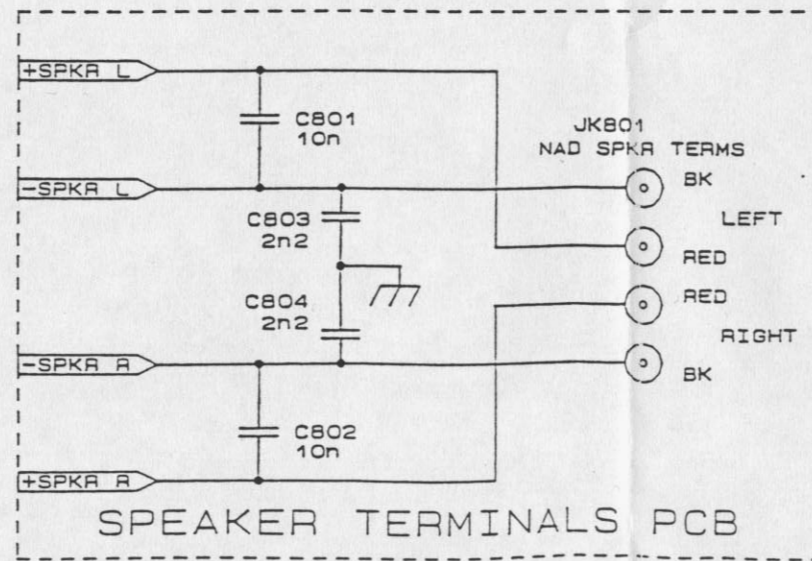 +SPKR L
C801
10n
JK801
NAD SPKR TERMS
-SPKR L
BK
C803
2n2
LEFT
RED
C804
2n2
RED
RIGHT
-SPKR R
BK
C802
10n
+SPKR R
SPEAKER TERMINALS PCB